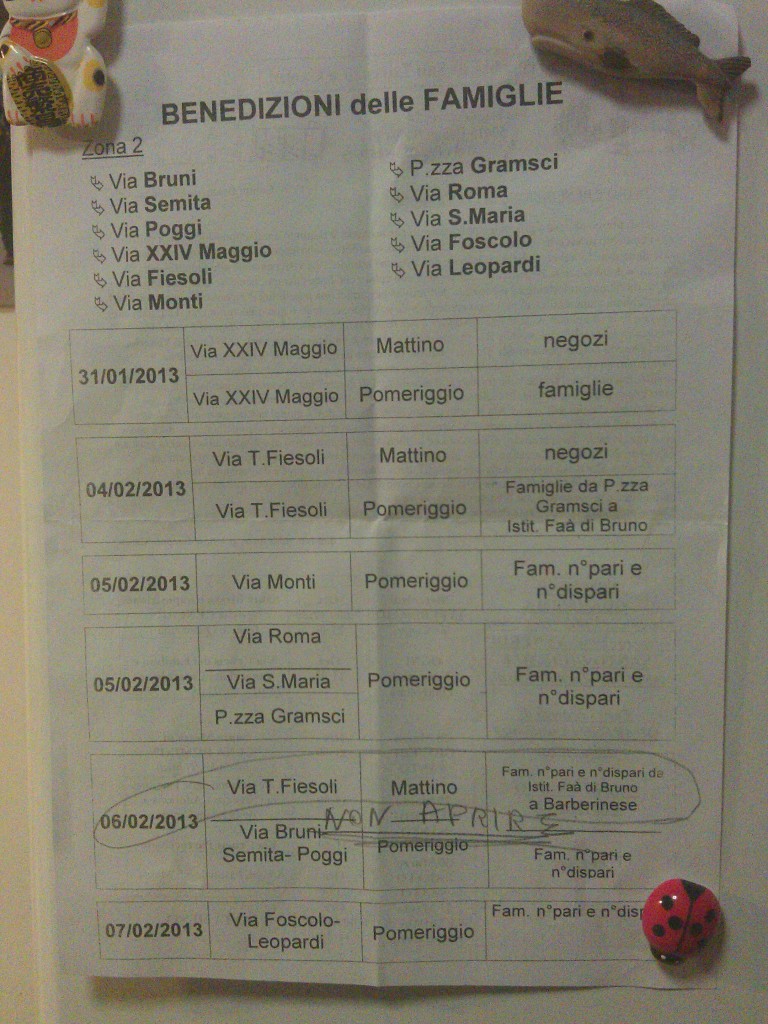 BENEDIZIONI delle FAMIGLIE
Zona 2
Via Bruni
Via Semita
Via Poggi
Via XXIV Maggio
Via Fiesoli
Via Monti
P.zza Gramsci
Via Roma
Via S.Maria
Via Foscolo
Via Leopardi
31/01/2013
Via XXIV Maggio Mattino negozi
Via XXIV Maggio Pomeriggio famiglie
04/02/2013
Via T.Fiesoli Mattino negozi
Via T.Fiesoli Pomeriggio
Famiglie da P.zza
Gramsci a
Istit. Faà di Bruno
05/02/2013 Via Monti Pomeriggio
Fam. n°pari e
n°dispari
05/02/2013
Via Roma
Via S.Maria
P.zza Gramsci
Pomeriggio
Fam. n°pari e
n°dispari
06/02/2013
Via T.Fiesoli Mattino
Fam. n°pari e n°dispari da
Istit. Faà di Bruno
a Barberinese
NON APRIRE
Via Bruni
Semita- Poggi
Pomeriggio
Fam. n°pari e
n°dispari
07/02/2013
Via Foscolo-
Leopardi
Pomeriggio
Fam. n°pari e